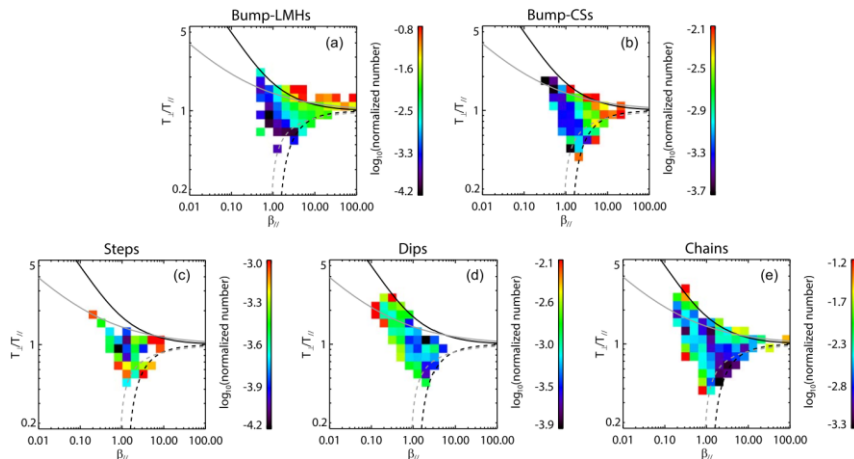 Bump-LMHs
Bump-CSs
5
1
0.2
T⊥/T//
(a)
0.01 0.10 1.00 10.00 100.00
β//
-0.8
-1.6
-2.5
-3.3
-4.2
log10(normalized number)
5
1
0.2
T⊥/T//
(b)
0.01 0.10 1.00 10.00 100.00
β//
-2.1
-2.5
-2.9
-3.3
-3.7
log10(normalized number)
Steps
Dips
Chains
5
1
0.2
T⊥/T//
(c)
0.01 0.10 1.00 10.00 100.00
β//
-3.0
-3.3
-3.6
-3.9
-4.2
log10(normalized number)
5
1
0.2
T⊥/T//
(d)
0.01 0.10 1.00 10.00 100.00
β//
-2.1
-2.6
-3.0
-3.5
-3.9
log10(normalized number)
5
1
0.2
T⊥/T//
(e)
0.01 0.10 1.00 10.00 100.00
β//
-1.2
-1.7
-2.2
-2.8
-3.3
log10(normalized number)